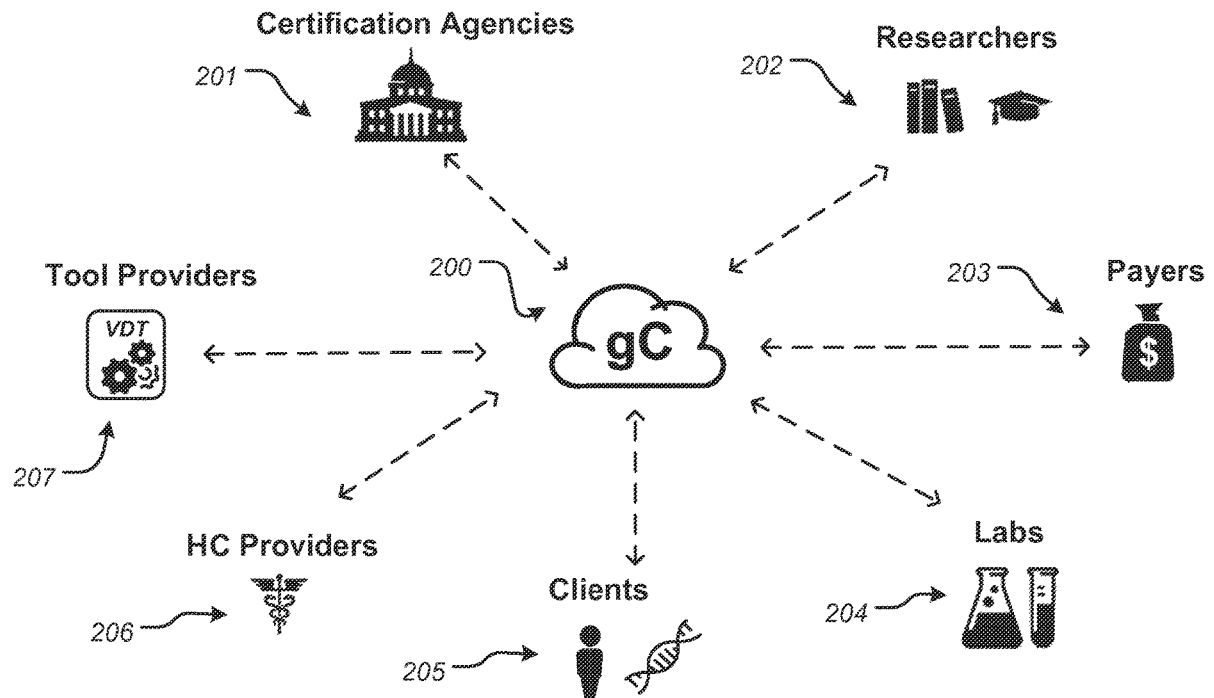 Certification Agencies
201
Researchers
202
Tool Providers
VDT
207
200
gC
203
Payers
$
HC Providers
206
Clients
205
Labs
204